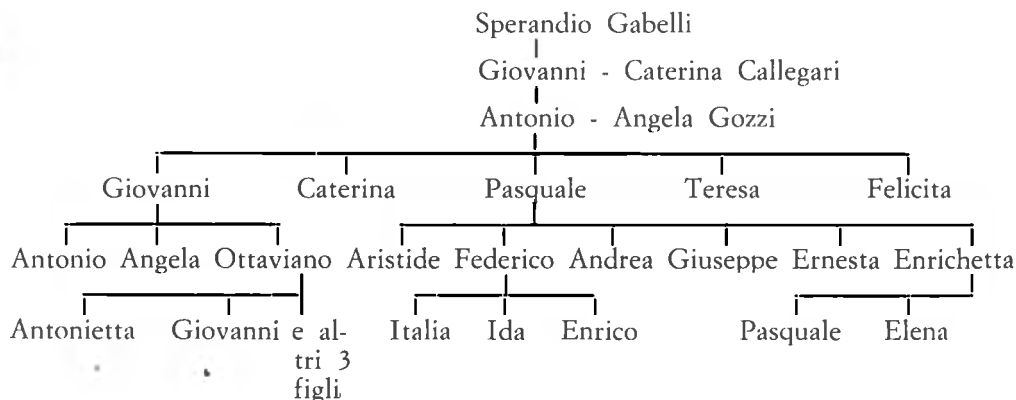 Sperandio Gabelli
Giovanni - Caterina Callegari
Antonio - Angela Gozzi
Giovanni Caterina Pasquale Teresa Felicita
Antonio Angela Ottaviano Aristide Federico Andrea Giuseppe Ernesta Enrichetta
Antonietta Giovanni e al- Italia Ida Enrico Pasquale Elena
tri 3
figli